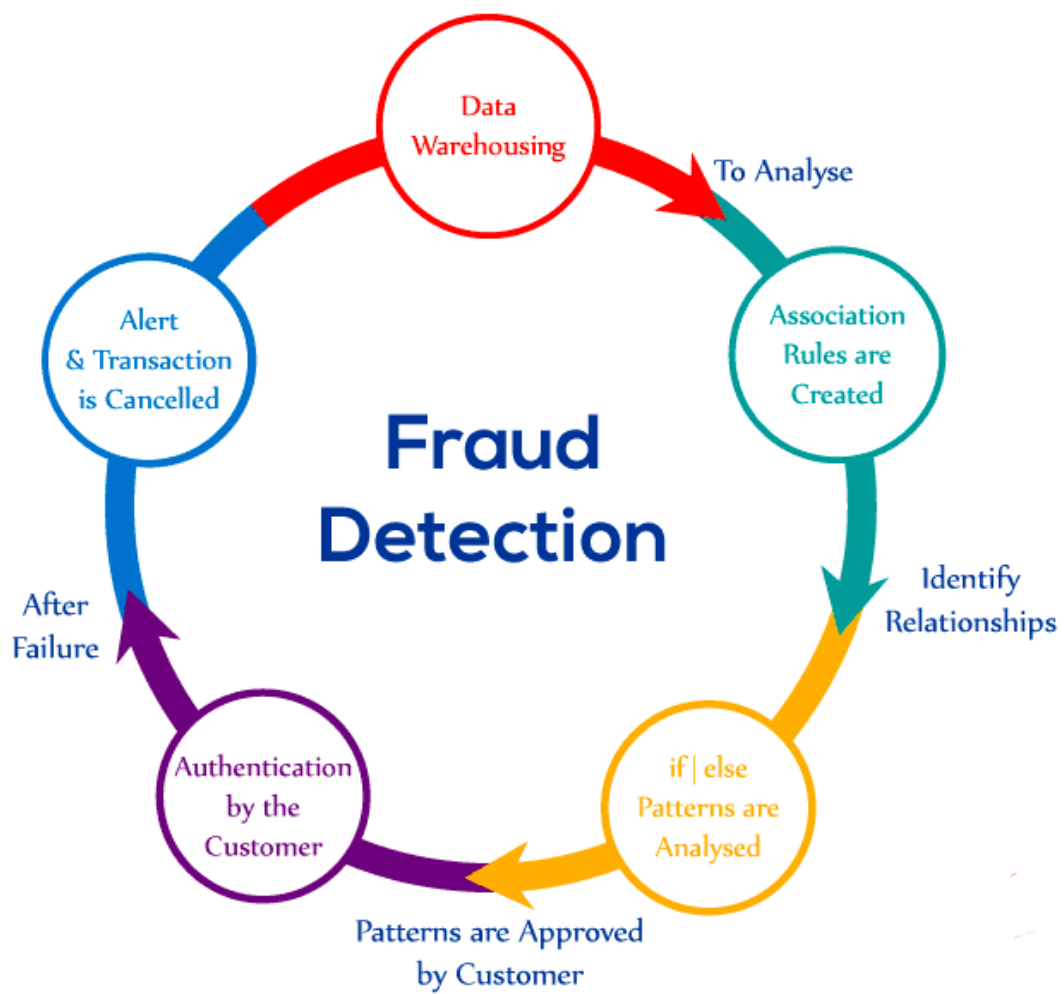 Data
Warehousing
To Analyse
Association
Rules are
Created
Identify
Relationships
if | else
Patterns are
Analysed
Patterns are Approved
by Customer
Authentication
by the
Customer
After
Failure
Alert
& Transaction
is Cancelled
Fraud
Detection